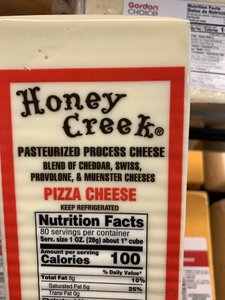 Gordon
CHOICE
Nutrition Facts
Honey
Creek®
PASTEURIZED PROCESS CHEESE
BLEND OF CHEDDAR, SWISS,
PROVOLONE, & MUENSTER CHEESES
PIZZA CHEESE
KEEP REFRIGERATED
Nutrition Facts
80 servings per container
Serv. size 1 OZ. (28g) about 1" cube
Amount per serving
Calories 100
% Daily Value*
Total Fat 8g 10%
Saturated Fat 5g 25%
Trans Fat 0g